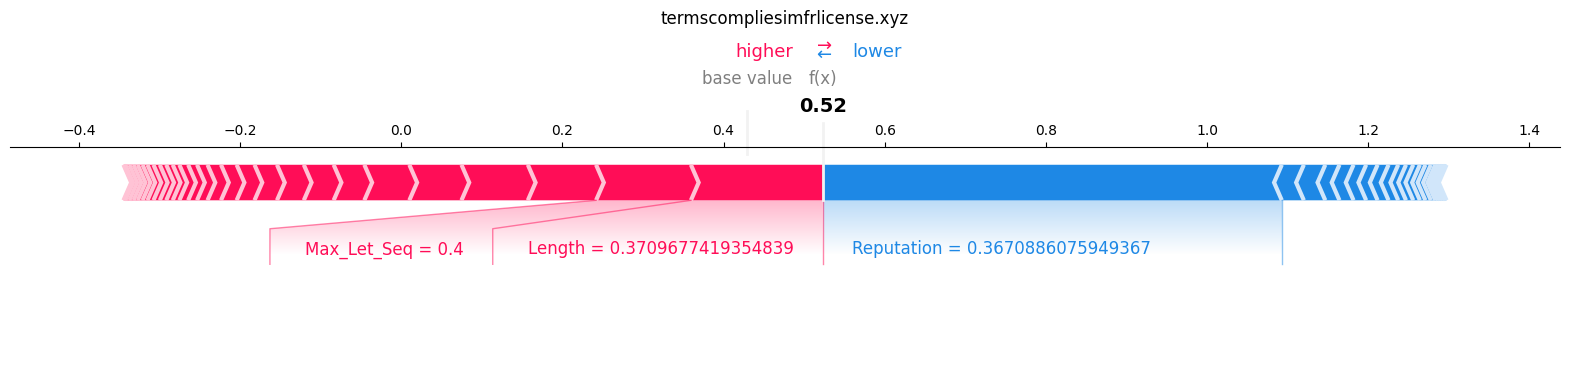 termscompliesimfrlicense.xyz
higher ⇄ lower
base value f(x)
0.52
−0.4 −0.2 0.0 0.2 0.4 0.6 0.8 1.0 1.2 1.4
Max_Let_Seq = 0.4 Length = 0.3709677419354839 Reputation = 0.3670886075949367